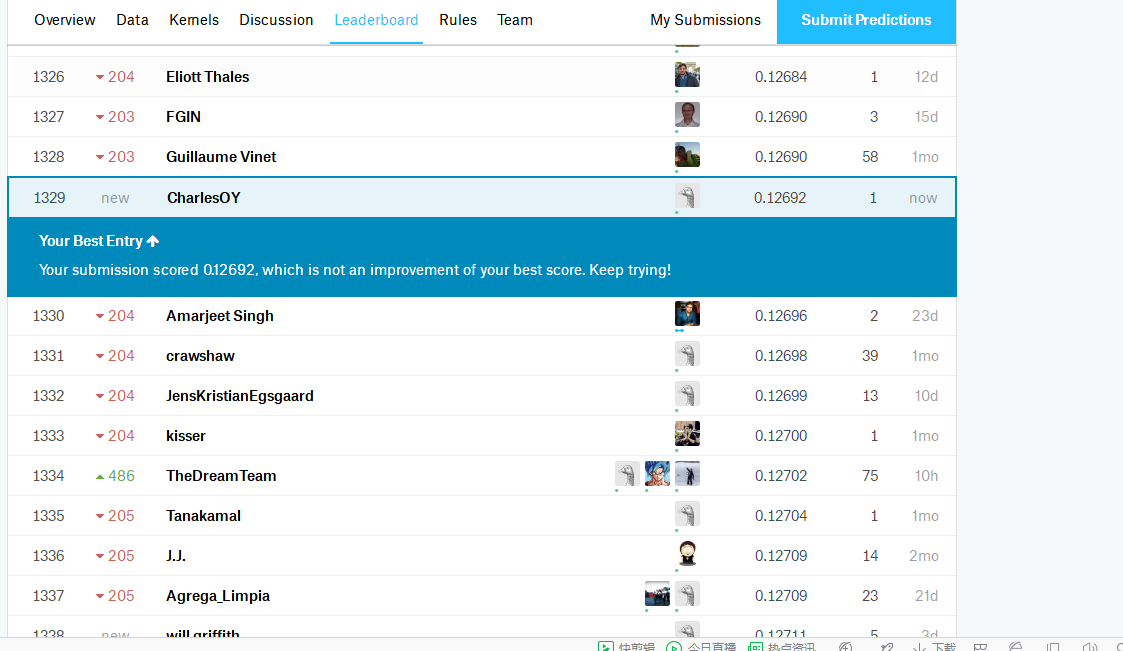 Overview Data Kernels Discussion Leaderboard Rules Team My Submissions Submit Predictions
1326 204 Eliott Thales 0.12684 1 12d
1327 203 FGIN 0.12690 3 15d
1328 203 Guillaume Vinet 0.12690 58 1mo
1329 new CharlesOY 0.12692 1 now
Your Best Entry
Your submission scored 0.12692, which is not an improvement of your best score. Keep trying!
1330 204 Amarjeet Singh 0.12696 2 23d
1331 204 crawshaw 0.12698 39 1mo
1332 204 JensKristianEgsgaard 0.12699 13 10d
1333 204 kisser 0.12700 1 1mo
1334 486 TheDreamTeam 0.12702 75 10h
1335 205 Tanakamal 0.12704 1 1mo
1336 205 J.J. 0.12709 14 2mo
1337 205 Agrega_Limpia 0.12709 23 21d
1338 new will griffith 0.12711 5 3d
快剪辑 今日直播 热点资讯 下载